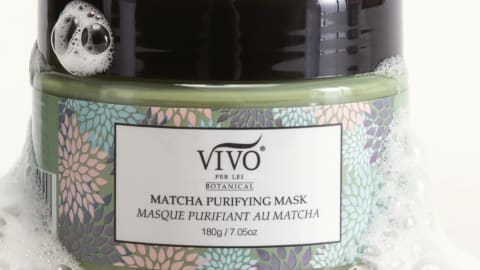 VIVO®
PER LEI
BOTANICAL
MATCHA PURIFYING MASK
MASQUE PURIFIANT AU MATCHA
180g / 7.05oz